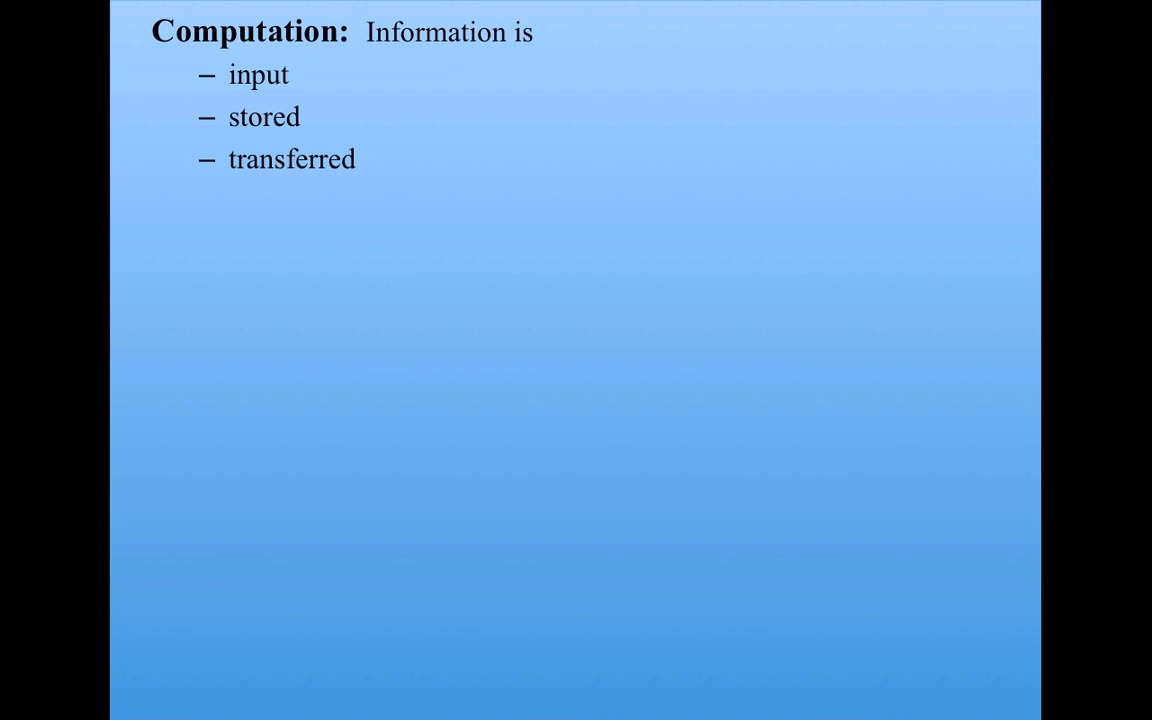 Computation: Information is
– input
– stored
– transferred